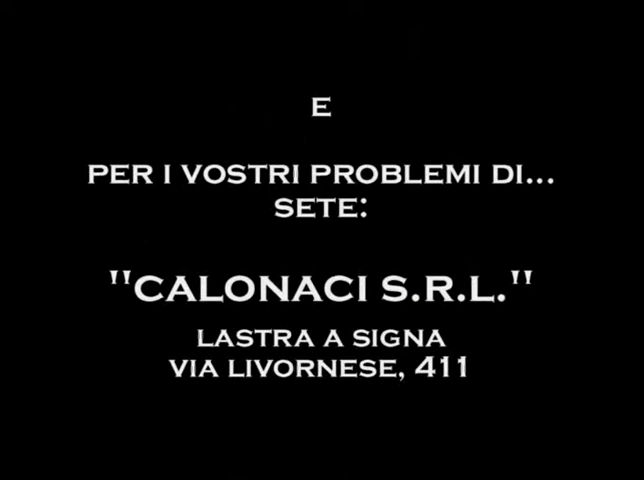 E
PER I VOSTRI PROBLEMI DI...
SETE:
"CALONACI S.R.L."
LASTRA A SIGNA
VIA LIVORNESE, 411